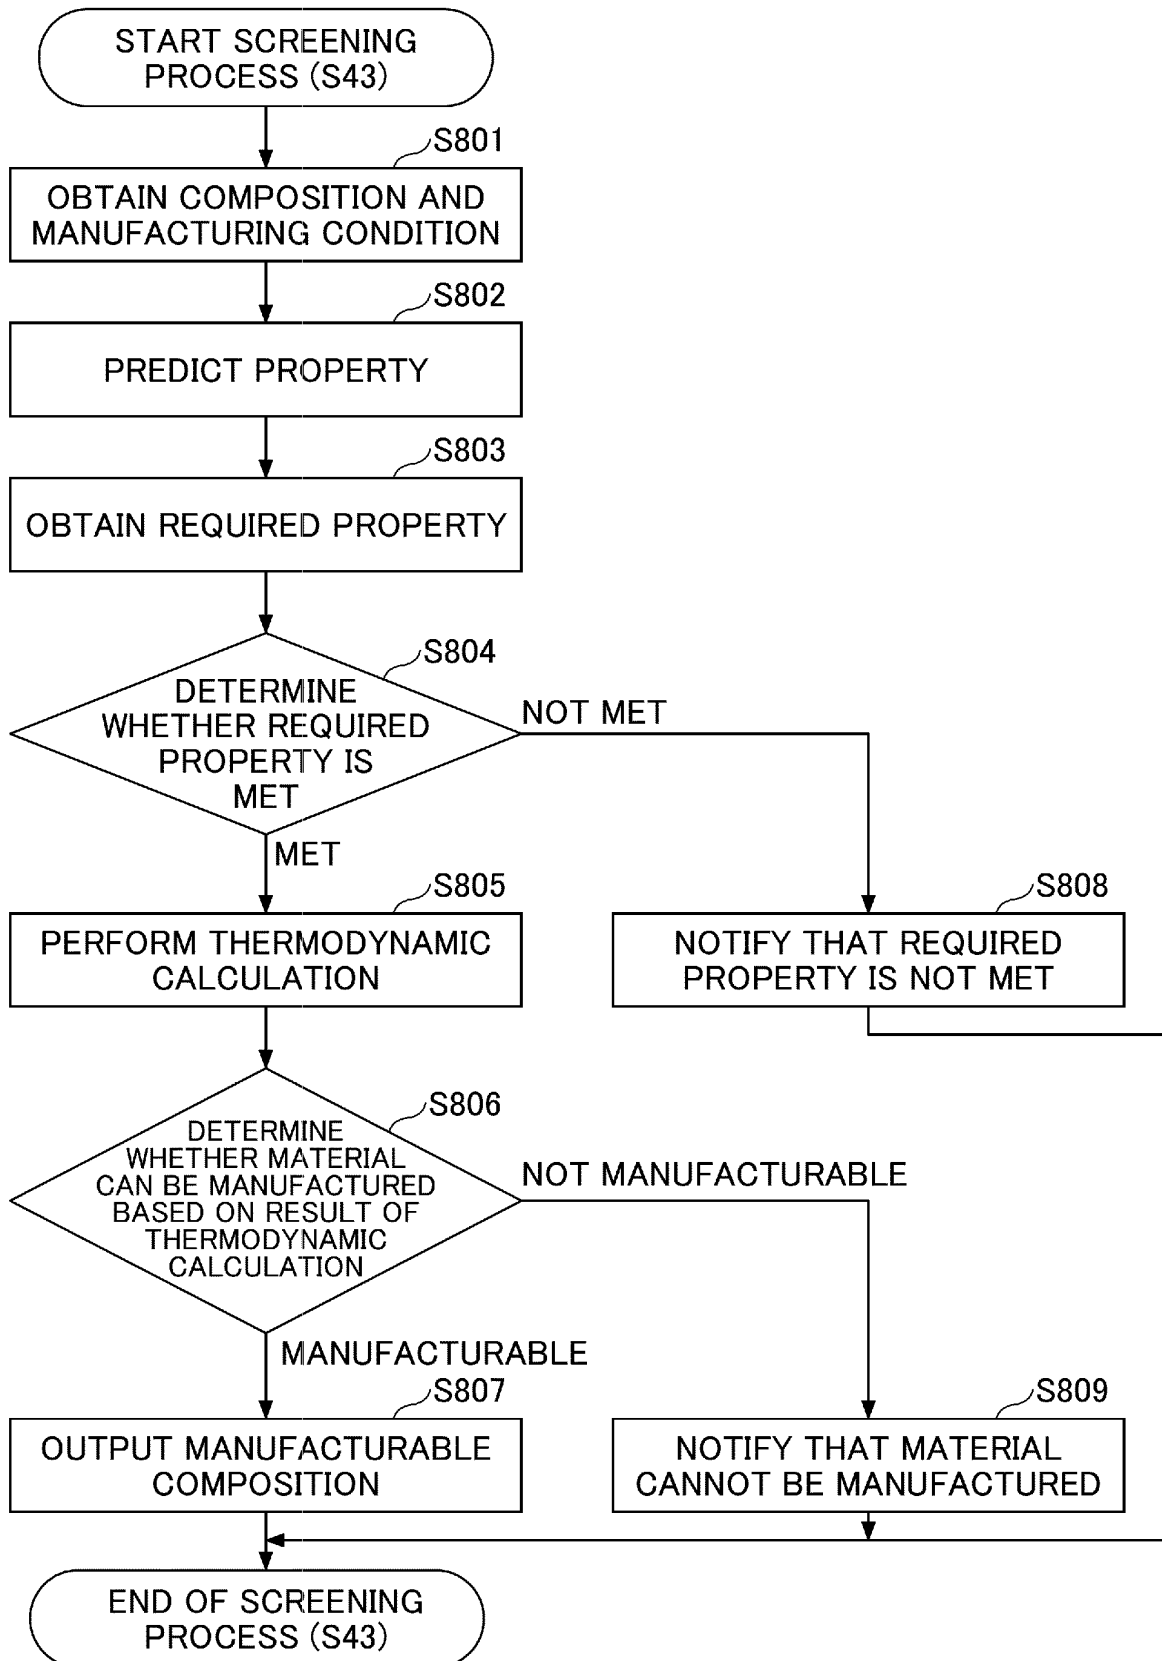 START SCREENING
PROCESS (S43)
S801
OBTAIN COMPOSITION AND
MANUFACTURING CONDITION
S802
PREDICT PROPERTY
S803
OBTAIN REQUIRED PROPERTY
S804
DETERMINE
WHETHER REQUIRED
PROPERTY IS
MET
NOT MET
MET
S805
PERFORM THERMODYNAMIC
CALCULATION
S808
NOTIFY THAT REQUIRED
PROPERTY IS NOT MET
S806
DETERMINE
WHETHER MATERIAL
CAN BE MANUFACTURED
BASED ON RESULT OF
THERMODYNAMIC
CALCULATION
NOT MANUFACTURABLE
MANUFACTURABLE
S807
OUTPUT MANUFACTURABLE
COMPOSITION
S809
NOTIFY THAT MATERIAL
CANNOT BE MANUFACTURED
END OF SCREENING
PROCESS (S43)